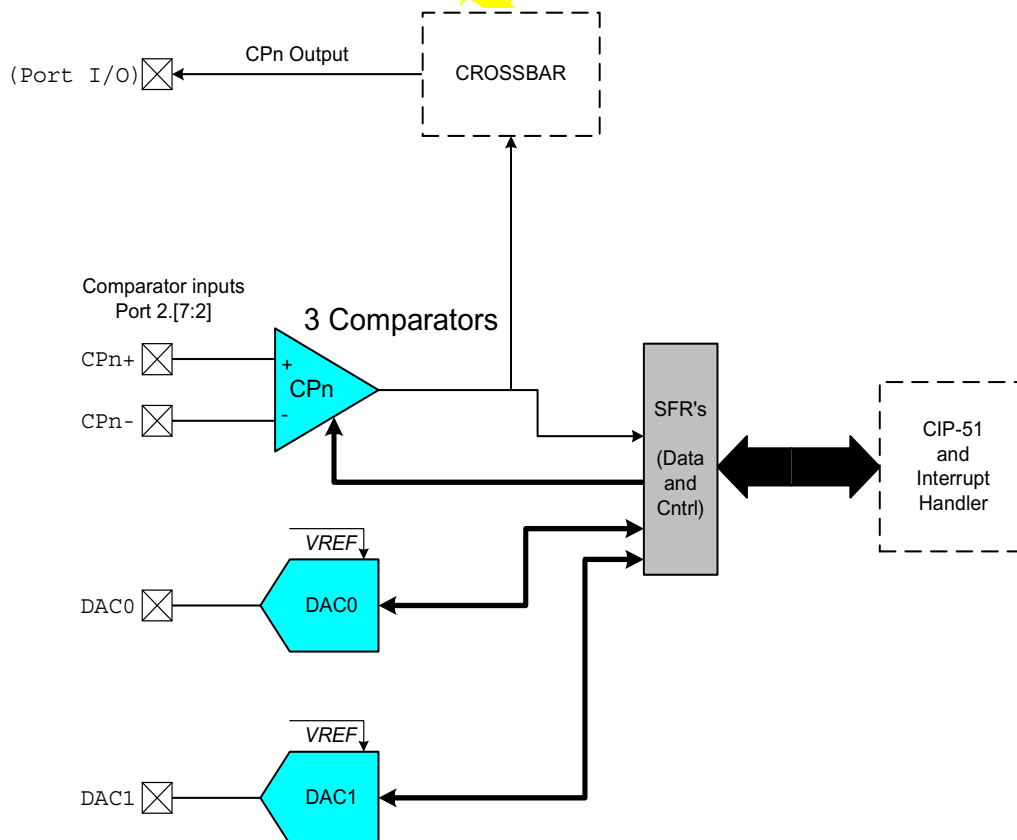 CPn Output
(Port I/O)
CROSSBAR
Comparator inputs
Port 2.[7:2]
3 Comparators
CPn+
+
CPn
CPn-
-
SFR's
(Data
and
Cntrl)
CIP-51
and
Interrupt
Handler
VREF
DAC0
DAC0
VREF
DAC1
DAC1